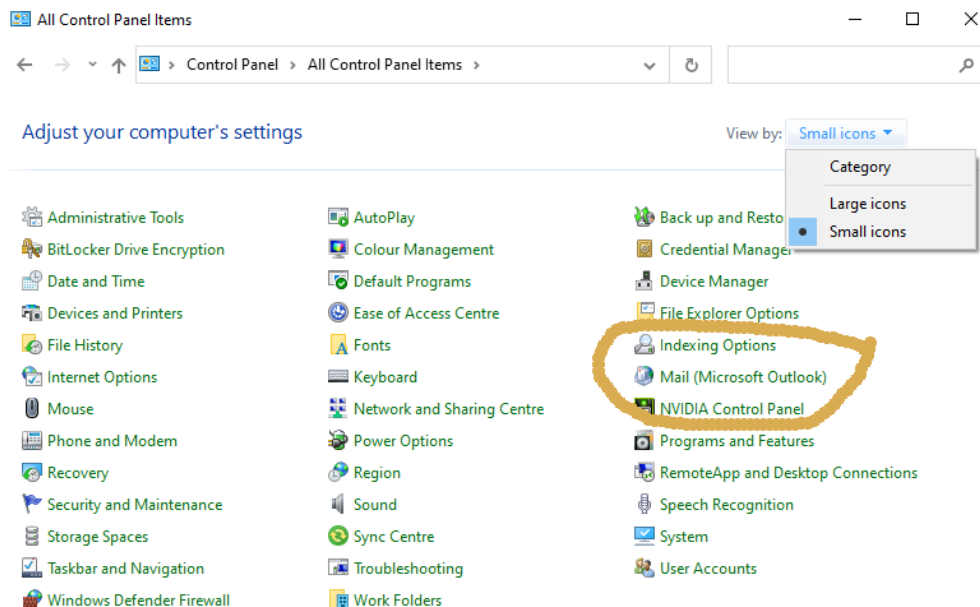 All Control Panel Items
Control Panel > All Control Panel Items >
Adjust your computer's settings
View by: Small icons
Category
Large icons
Small icons
Administrative Tools
AutoPlay
Back up and Resto
BitLocker Drive Encryption
Colour Management
Credential Manager
Date and Time
Default Programs
Device Manager
Devices and Printers
Ease of Access Centre
File Explorer Options
File History
Fonts
Indexing Options
Internet Options
Keyboard
Mail (Microsoft Outlook)
Mouse
Network and Sharing Centre
NVIDIA Control Panel
Phone and Modem
Power Options
Programs and Features
Recovery
Region
RemoteApp and Desktop Connections
Security and Maintenance
Sound
Speech Recognition
Storage Spaces
Sync Centre
System
Taskbar and Navigation
Troubleshooting
User Accounts
Windows Defender Firewall
Work Folders